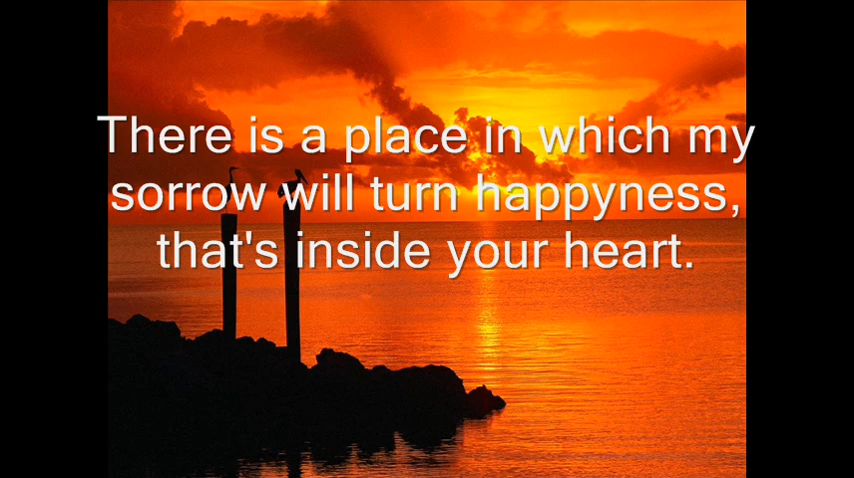 There is a place in which my
sorrow will turn happyness,
that's inside your heart.